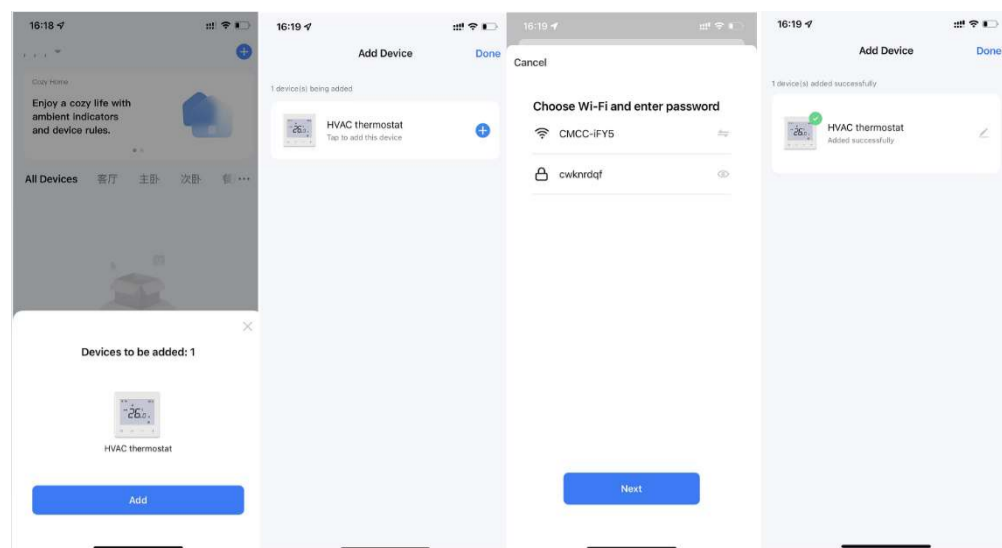 16:18
Cozy Home
Enjoy a cozy life with
ambient indicators
and device rules.
All Devices 客厅 主卧 次卧
Devices to be added: 1
26.0
HVAC thermostat
Add
16:19
Add Device Done
1 device(s) being added
HVAC thermostat
Tap to add this device
16:19
Cancel
Choose Wi-Fi and enter password
CMCC-iFY5
cwknrdqf
Next
16:19
Add Device Done
1 device(s) added successfully
HVAC thermostat
Added successfully